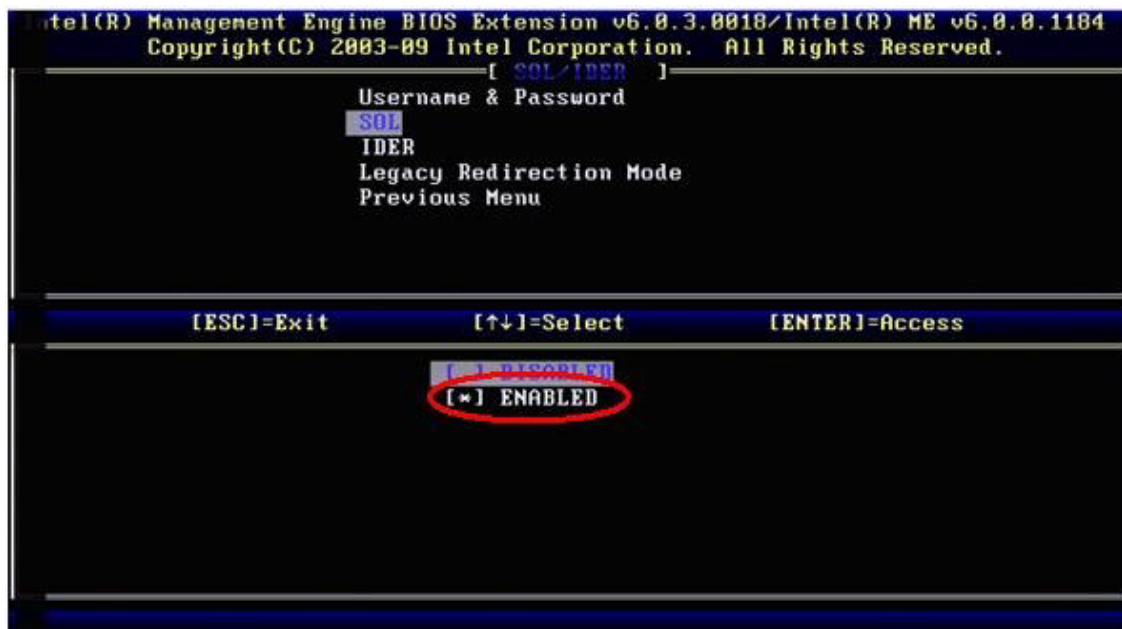 Intel(R) Management Engine BIOS Extension v6.0.3.0018/Intel(R) ME v6.0.0.1184
Copyright(C) 2003-09 Intel Corporation. All Rights Reserved.
[ SOL/IDER ]
Username & Password
SOL
IDER
Legacy Redirection Mode
Previous Menu
[ESC]=Exit [↑↓]=Select [ENTER]=Access
[ ] DISABLED
[*] ENABLED